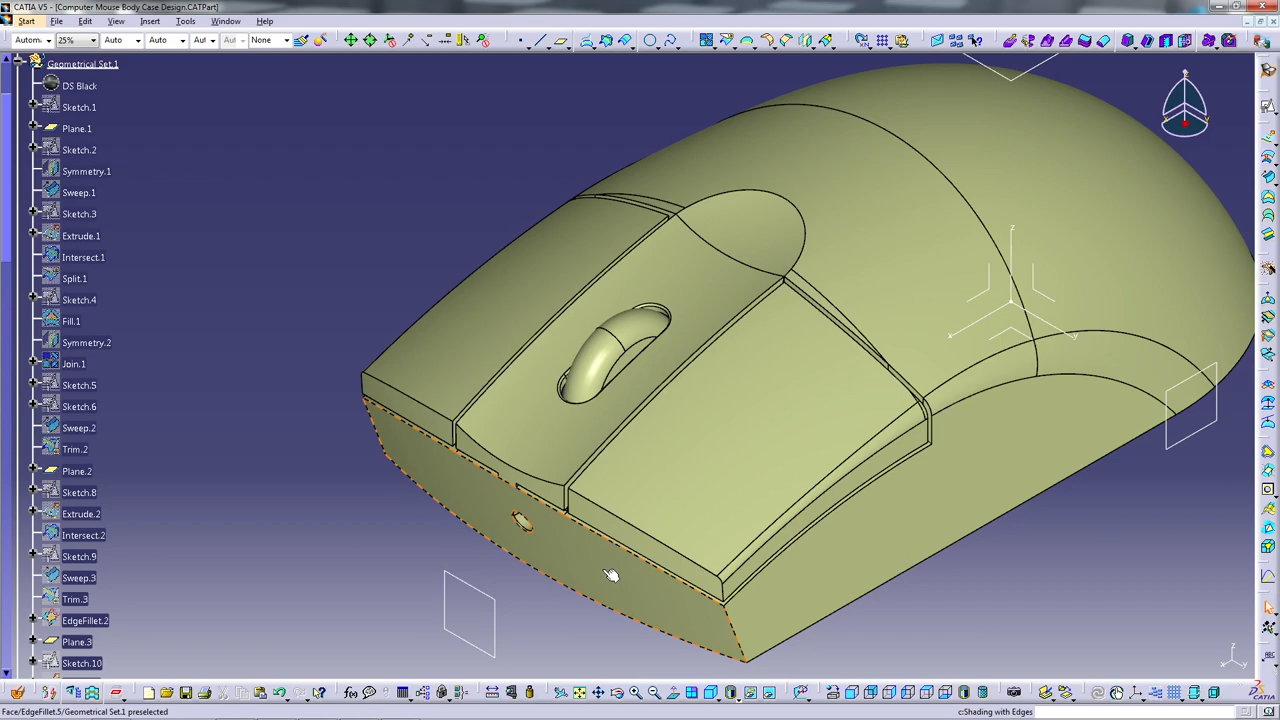 CATIA V5 - [Computer Mouse Body Case Design.CATPart]
Start File Edit View Insert Tools Window Help
Autom 25% Auto Auto Aut Aut None
Geometrical Set.1
DS Black
Sketch.1
Plane.1
Sketch.2
Symmetry.1
Sweep.1
Sketch.3
Extrude.1
Intersect.1
Split.1
Sketch.4
Fill.1
Symmetry.2
Join.1
Sketch.5
Sketch.6
Sweep.2
Trim.2
Plane.2
Sketch.8
Extrude.2
Intersect.2
Sketch.9
Sweep.3
Trim.3
EdgeFillet.2
Plane.3
Sketch.10
z
x
y
z
x
y
Face/EdgeFillet.5/Geometrical Set.1 preselected
c:Shading with Edges